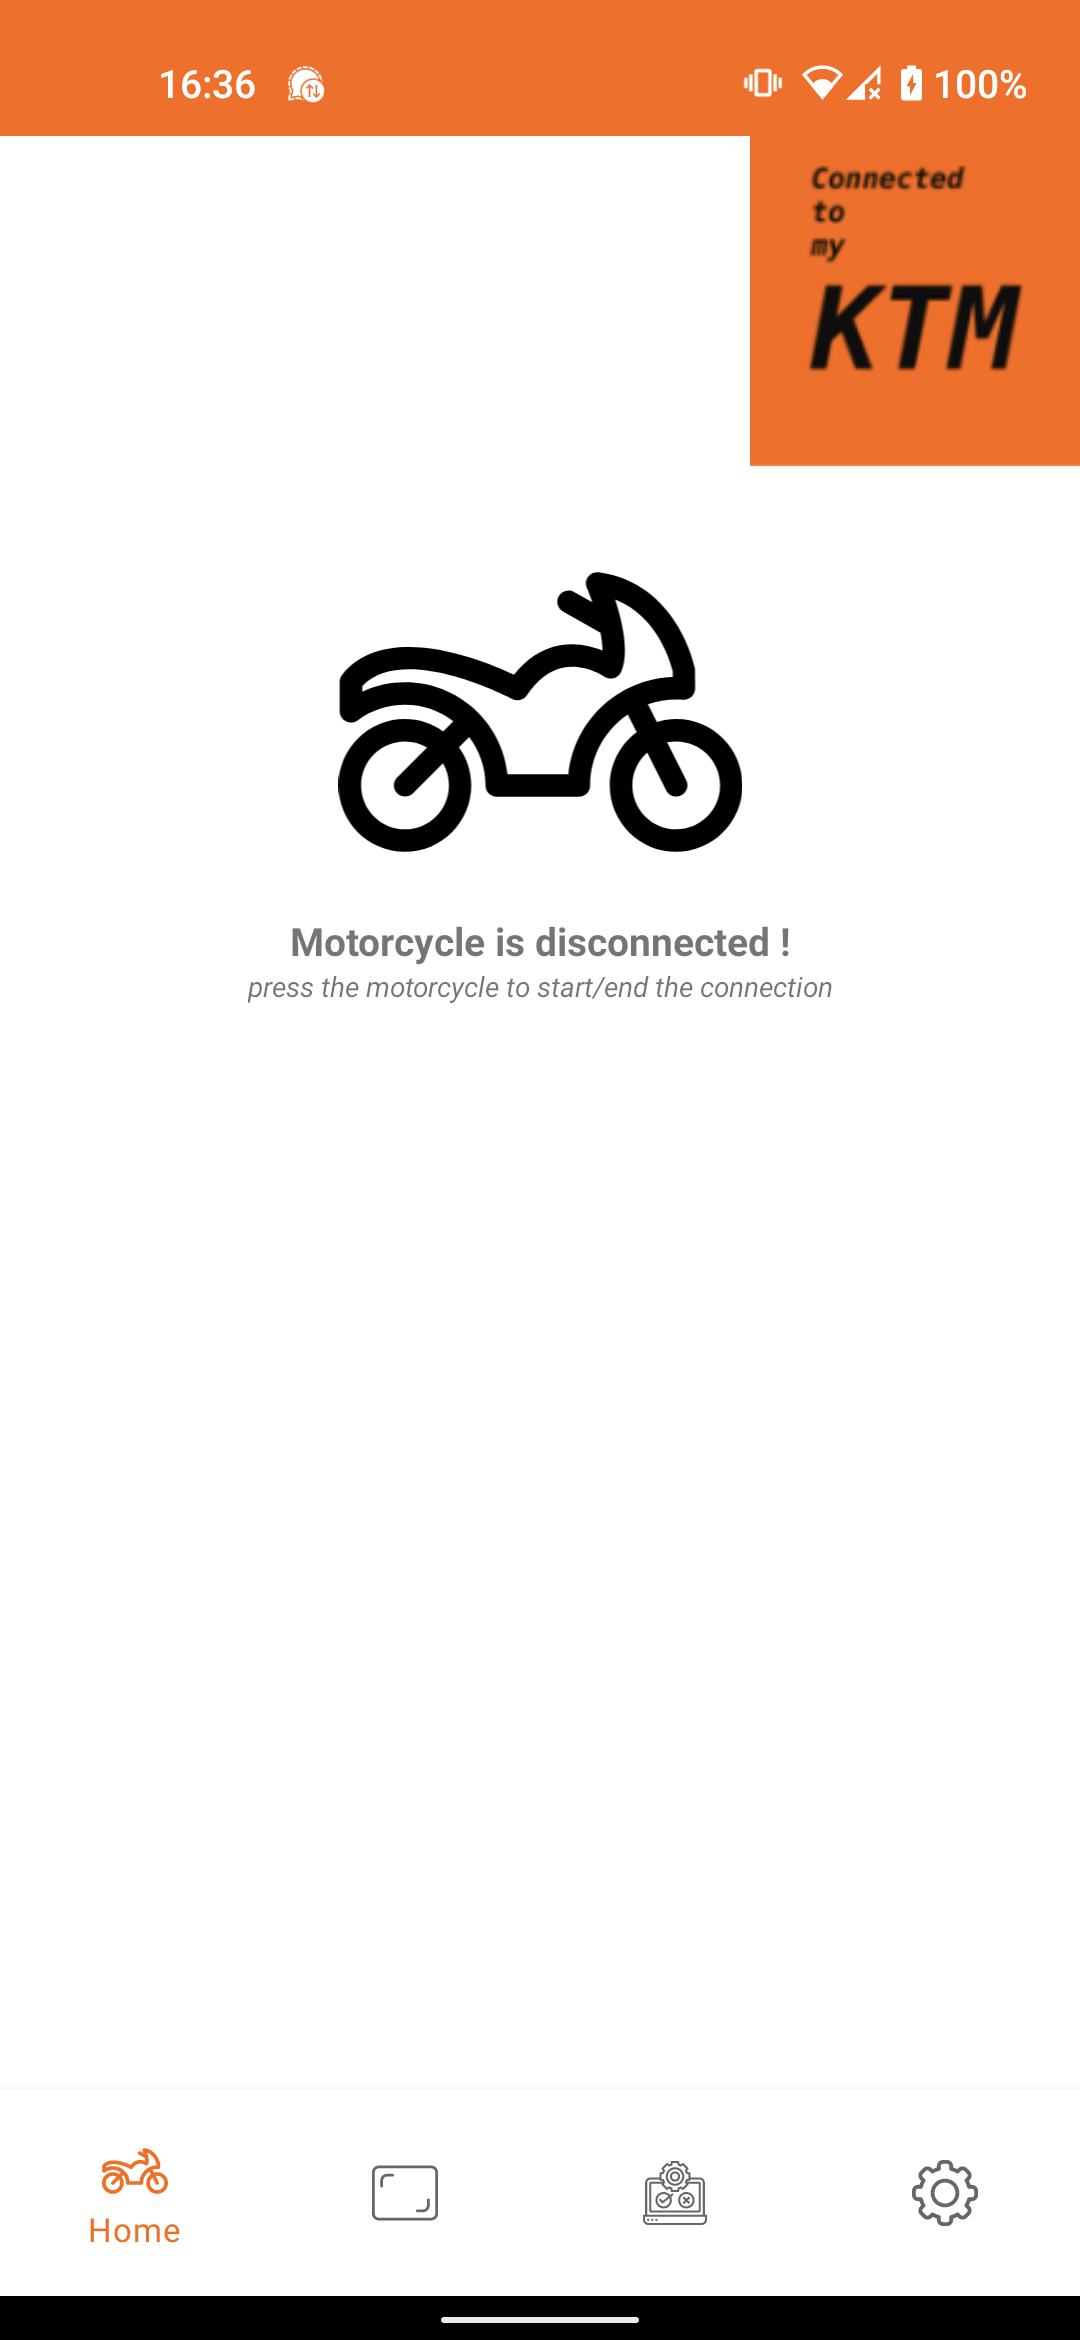 16:36
100%
Connected
to
my
KTM
Motorcycle is disconnected !
press the motorcycle to start/end the connection
Home